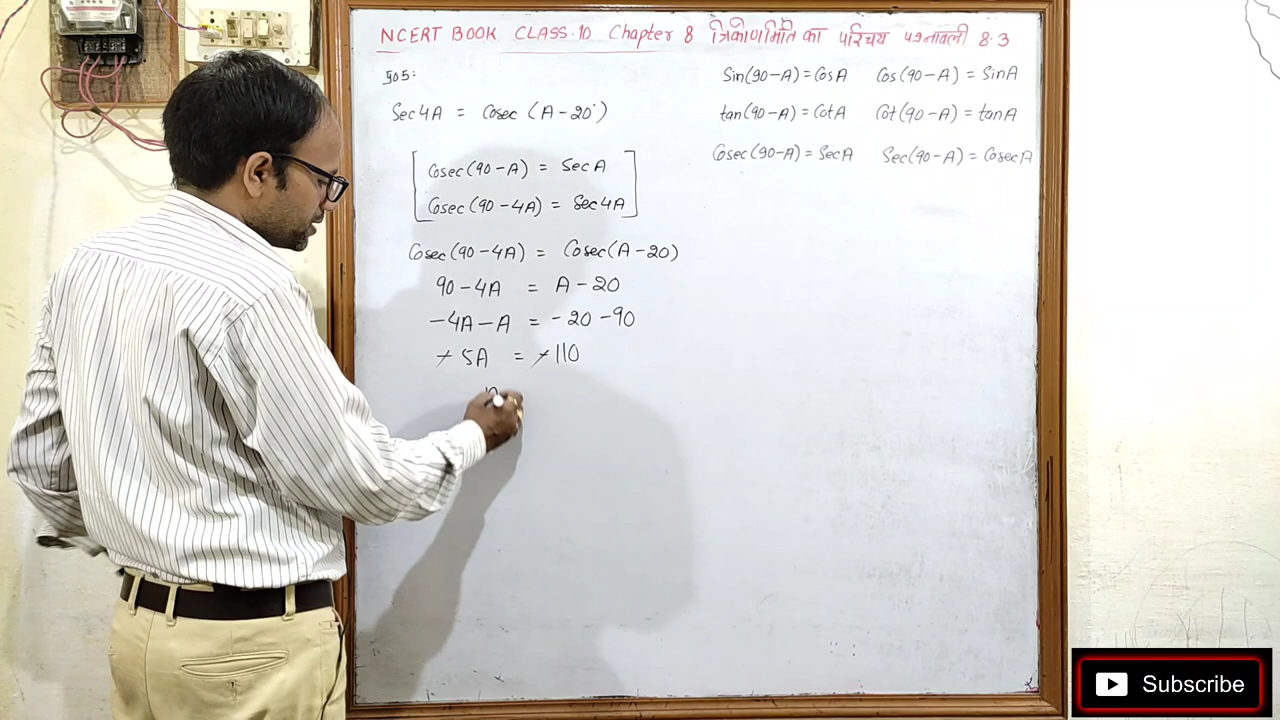 NCERT BOOK CLASS.10 Chapter 8 त्रिकोणमिति का परिचय प्रश्नावली 8.3
प्र05:
Sec4A = Cosec (A-20°)
Cosec(90-A) = SecA
Cosec(90-4A) = Sec4A
Cosec(90-4A) = Cosec(A-20)
90-4A = A-20
-4A-A = -20-90
-5A = -110
Sin(90-A)=CosA Cos(90-A)=SinA
tan(90-A)=CotA Cot(90-A)=tanA
Cosec(90-A)=SecA Sec(90-A)=CosecA
Subscribe